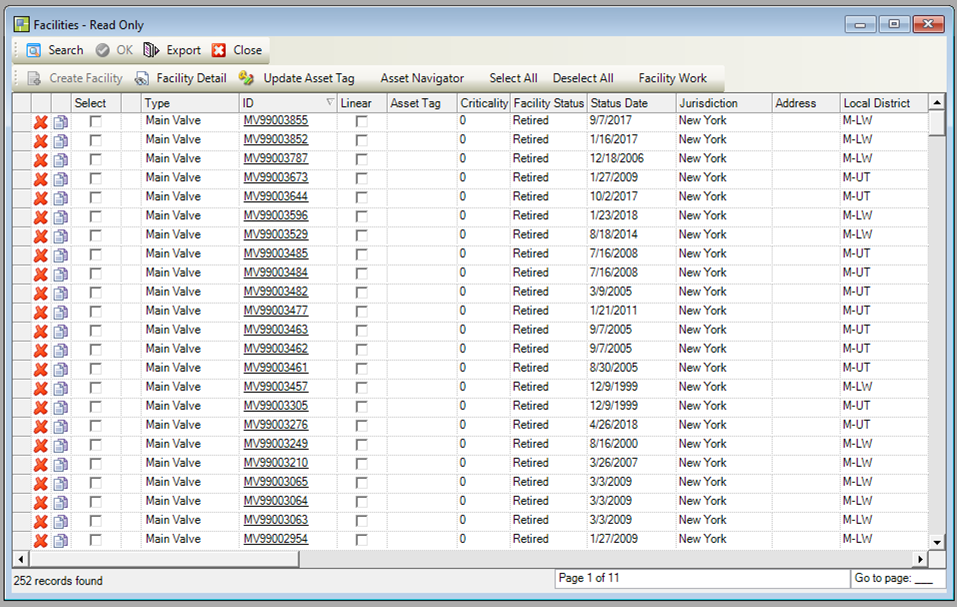 Facilities - Read Only
Search OK Export Close
Create Facility Facility Detail Update Asset Tag Asset Navigator Select All Deselect All Facility Work
Select Type ID Linear Asset Tag Criticality Facility Status Status Date Jurisdiction Address Local District
Main Valve MV99003855 0 Retired 9/7/2017 New York M-LW
Main Valve MV99003852 0 Retired 1/16/2017 New York M-LW
Main Valve MV99003787 0 Retired 12/18/2006 New York M-LW
Main Valve MV99003673 0 Retired 1/27/2009 New York M-UT
Main Valve MV99003644 0 Retired 10/2/2017 New York M-UT
Main Valve MV99003596 0 Retired 1/23/2018 New York M-LW
Main Valve MV99003529 0 Retired 8/18/2014 New York M-LW
Main Valve MV99003485 0 Retired 7/16/2008 New York M-UT
Main Valve MV99003484 0 Retired 7/16/2008 New York M-UT
Main Valve MV99003482 0 Retired 3/9/2005 New York M-UT
Main Valve MV99003477 0 Retired 1/21/2011 New York M-UT
Main Valve MV99003463 0 Retired 9/7/2005 New York M-UT
Main Valve MV99003462 0 Retired 9/7/2005 New York M-UT
Main Valve MV99003461 0 Retired 8/30/2005 New York M-UT
Main Valve MV99003457 0 Retired 12/9/1999 New York M-LW
Main Valve MV99003305 0 Retired 12/9/1999 New York M-UT
Main Valve MV99003276 0 Retired 4/26/2018 New York M-UT
Main Valve MV99003249 0 Retired 8/16/2000 New York M-LW
Main Valve MV99003210 0 Retired 3/26/2007 New York M-LW
Main Valve MV99003065 0 Retired 3/3/2009 New York M-LW
Main Valve MV99003064 0 Retired 3/3/2009 New York M-LW
Main Valve MV99003063 0 Retired 3/3/2009 New York M-LW
Main Valve MV99002954 0 Retired 1/27/2009 New York M-LW
252 records found Page 1 of 11 Go to page: ___